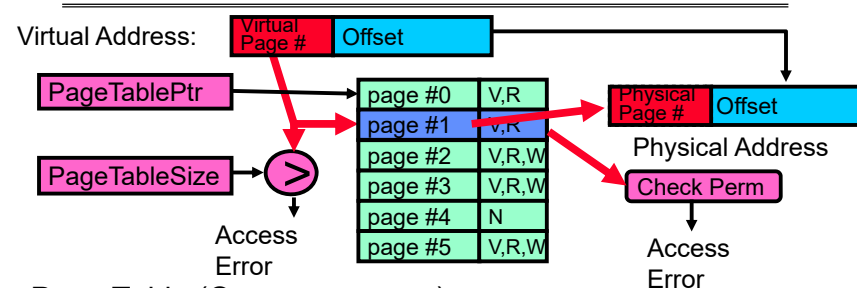 Virtual Address:
Virtual
Page #
Offset
PageTablePtr
page #0 V,R
page #1 V,R
page #2 V,R,W
page #3 V,R,W
page #4 N
page #5 V,R,W
Physical
Page #
Offset
Physical Address
PageTableSize
>
Check Perm
Access
Error
Access
Error